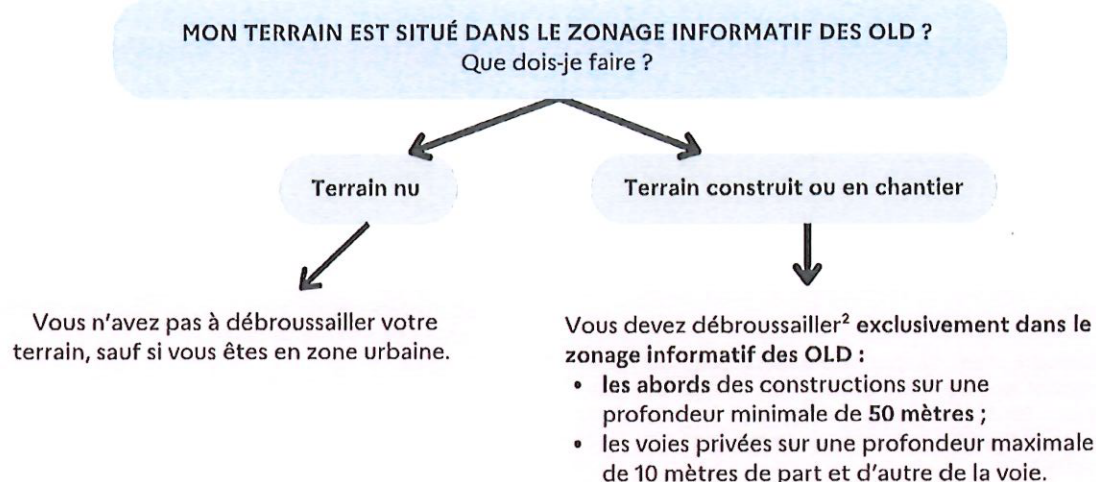 MON TERRAIN EST SITUÉ DANS LE ZONAGE INFORMATIF DES OLD ?
Que dois-je faire ?
Terrain nu
Terrain construit ou en chantier
Vous n'avez pas à débroussailler votre
terrain, sauf si vous êtes en zone urbaine.
Vous devez débroussailler² exclusivement dans le
zonage informatif des OLD :
• les abords des constructions sur une
profondeur minimale de 50 mètres ;
• les voies privées sur une profondeur maximale
de 10 mètres de part et d'autre de la voie.